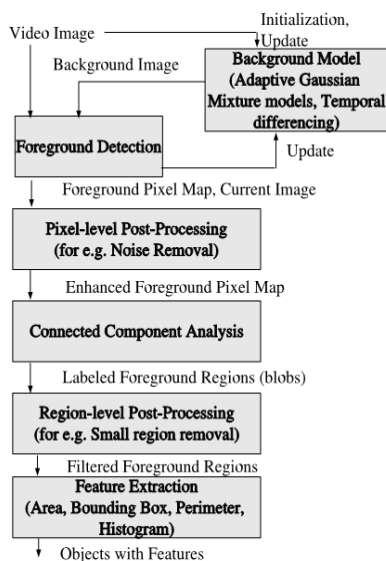 Initialization,
Video Image
Update
Background Image
Background Model
(Adaptive Gaussian
Mixture models, Temporal
differencing)
Foreground Detection
Update
Foreground Pixel Map, Current Image
Pixel-level Post-Processing
(for e.g. Noise Removal)
Enhanced Foreground Pixel Map
Connected Component Analysis
Labeled Foreground Regions (blobs)
Region-level Post-Processing
(for e.g. Small region removal)
Filtered Foreground Regions
Feature Extraction
(Area, Bounding Box, Perimeter,
Histogram)
Objects with Features